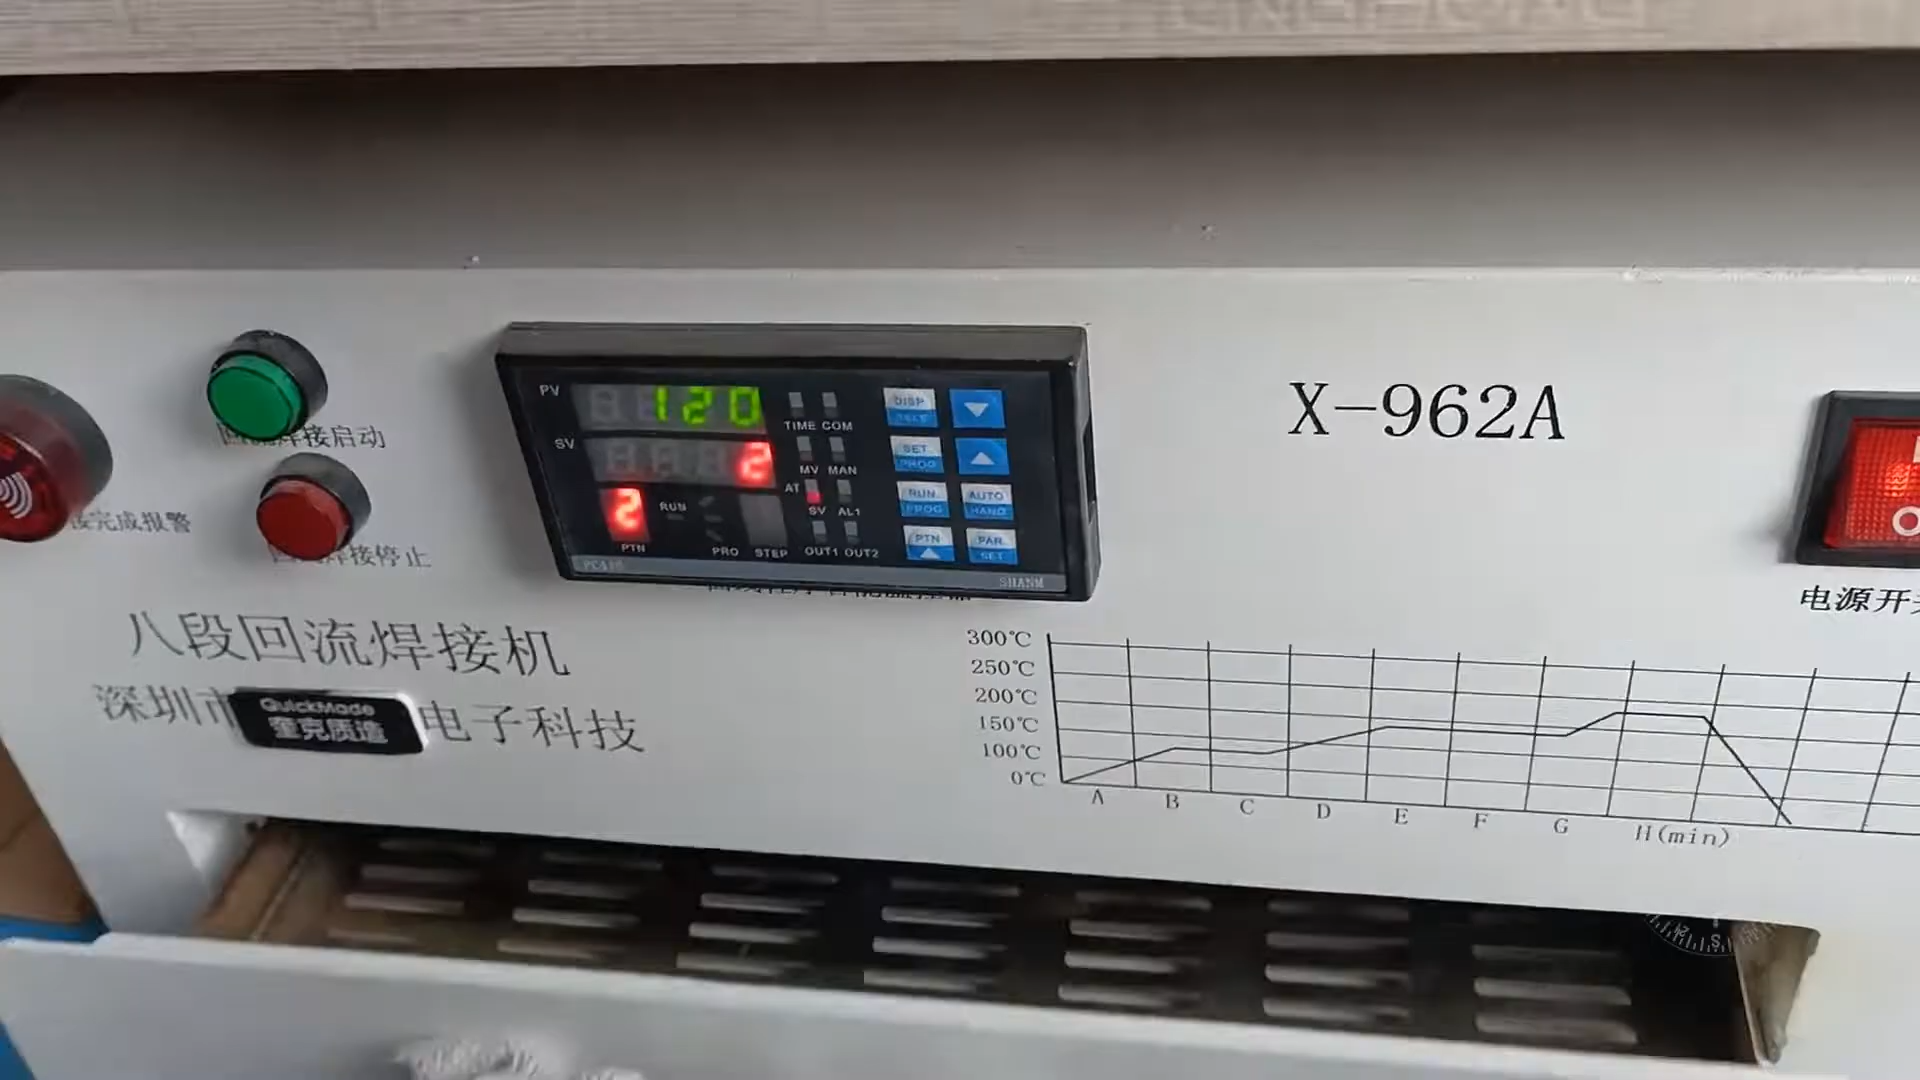 X-962A
PV
120
SV
2
2
RUN
PTN
PRO
STEP
TIME COM
MV MAN
AT
SV AL1
OUT1 OUT2
DISP
SET
PROG
RUN
PROG
AUTO
HAND
PTN
PAR
SET
SHANM
焊接启动
焊接停止
完成报警
电源开
O
八段回流焊接机
深圳市
QuickMade
奎克质造
电子科技
300℃
250℃
200℃
150℃
100℃
0℃
A B C D E F G H(min)